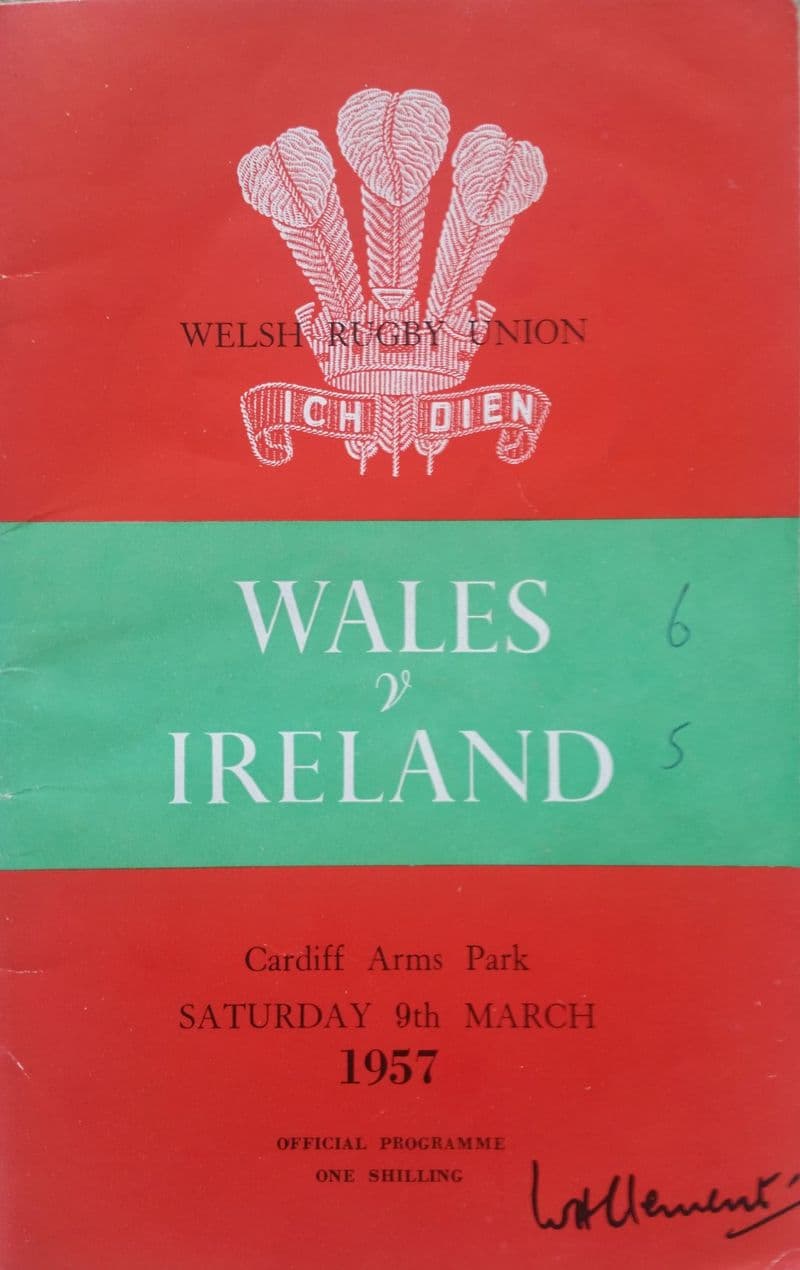 WELSH RUGBY UNION
ICH DIEN
WALES 6
v
IRELAND 5
Cardiff Arms Park
SATURDAY 9th MARCH
1957
OFFICIAL PROGRAMME
ONE SHILLING
WHClement